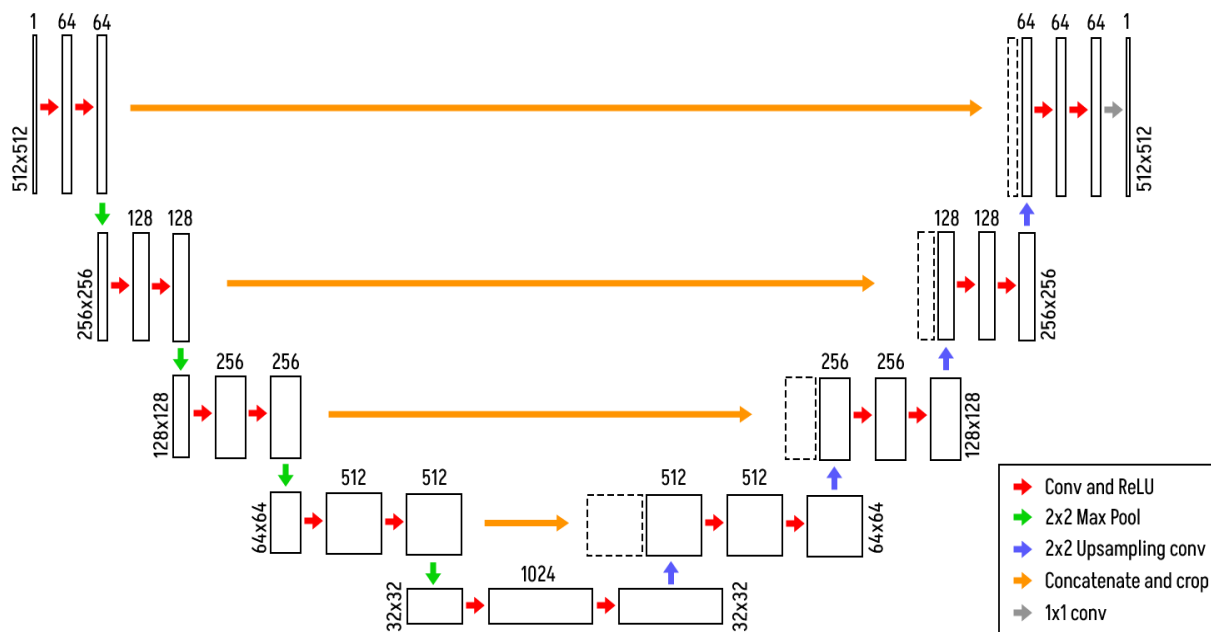 1 64 64
64 64 64 1
512x512
512x512
128 128
128 128
256x256
256x256
256 256
256 256
128x128
128x128
512 512
512 512
64x64
64x64
1024
32x32
32x32
Conv and ReLU
2x2 Max Pool
2x2 Upsampling conv
Concatenate and crop
1x1 conv